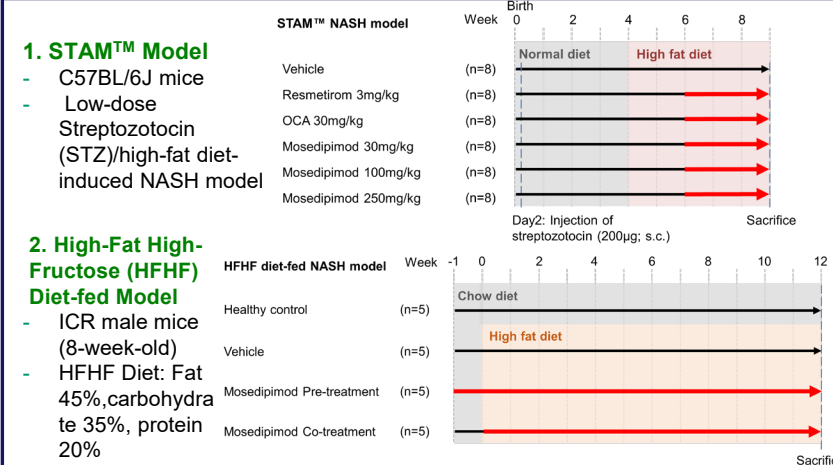 1. STAM™ Model
- C57BL/6J mice
- Low-dose
Streptozotocin
(STZ)/high-fat diet-
induced NASH model
STAM™ NASH model
Week
Birth
0 2 4 6 8
Normal diet High fat diet
Vehicle (n=8)
Resmetirom 3mg/kg (n=8)
OCA 30mg/kg (n=8)
Mosedipimod 30mg/kg (n=8)
Mosedipimod 100mg/kg (n=8)
Mosedipimod 250mg/kg (n=8)
Day2: Injection of
streptozotocin (200µg; s.c.)
Sacrifice
2. High-Fat High-
Fructose (HFHF)
Diet-fed Model
- ICR male mice
(8-week-old)
- HFHF Diet: Fat
45%,carbohydra
te 35%, protein
20%
HFHF diet-fed NASH model Week -1 0 2 4 6 8 10 12
Chow diet
Healthy control (n=5)
High fat diet
Vehicle (n=5)
Mosedipimod Pre-treatment (n=5)
Mosedipimod Co-treatment (n=5)
Sacrific